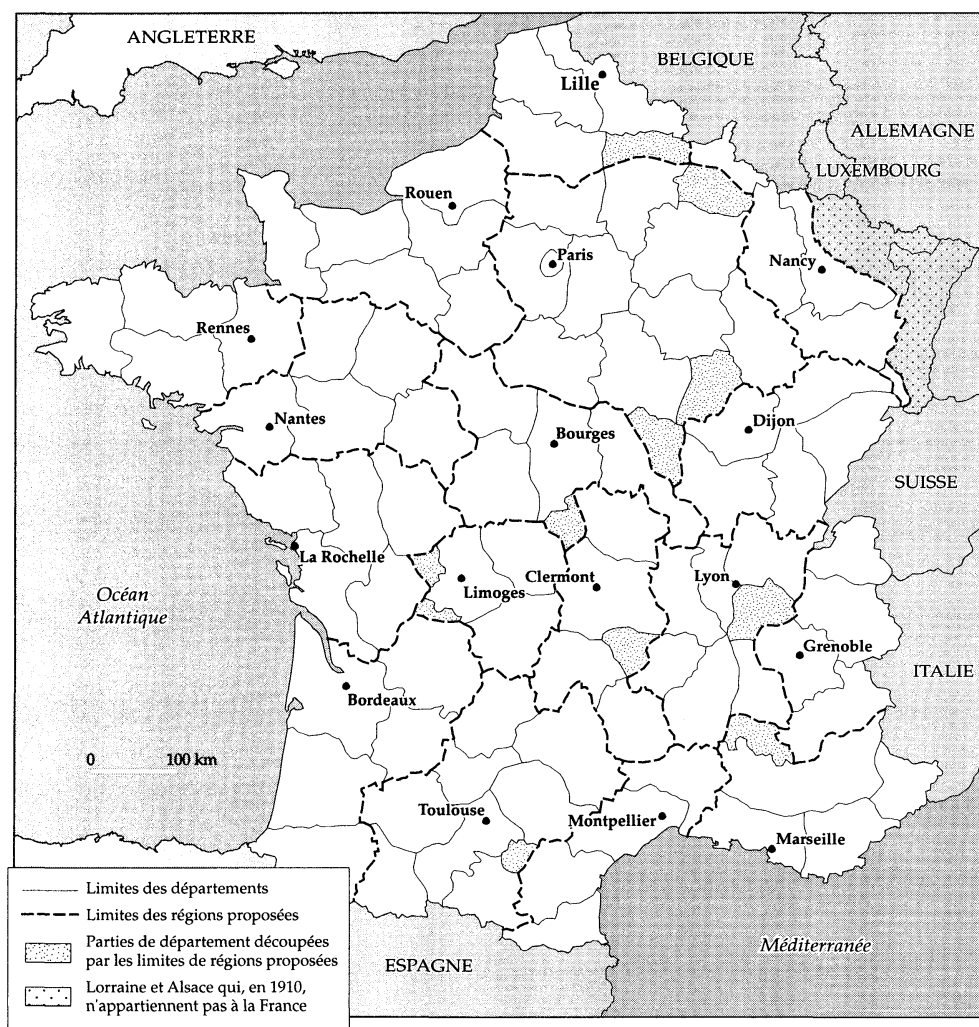 ANGLETERRE
BELGIQUE
Lille
ALLEMAGNE
LUXEMBOURG
Rouen
Paris
Nancy
Rennes
Nantes
Bourges
Dijon
SUISSE
La Rochelle
Limoges
Clermont
Lyon
Océan
Atlantique
Grenoble
ITALIE
Bordeaux
0 100 km
Toulouse
Montpellier
Marseille
Limites des départements
Limites des régions proposées
Parties de département découpées
par les limites de régions proposées
Lorraine et Alsace qui, en 1910,
n'appartiennent pas à la France
ESPAGNE
Méditerranée